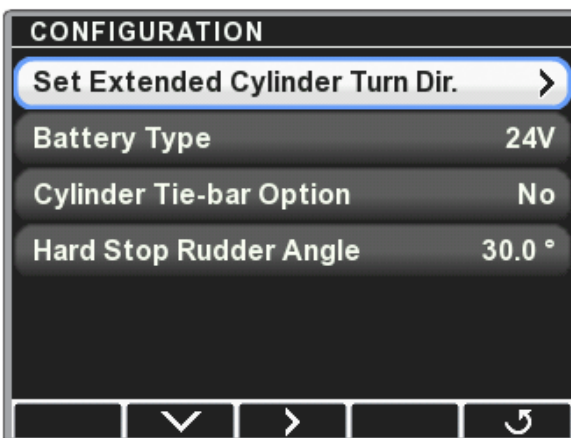 CONFIGURATION
Set Extended Cylinder Turn Dir.
Battery Type 24V
Cylinder Tie-bar Option No
Hard Stop Rudder Angle 30.0 °